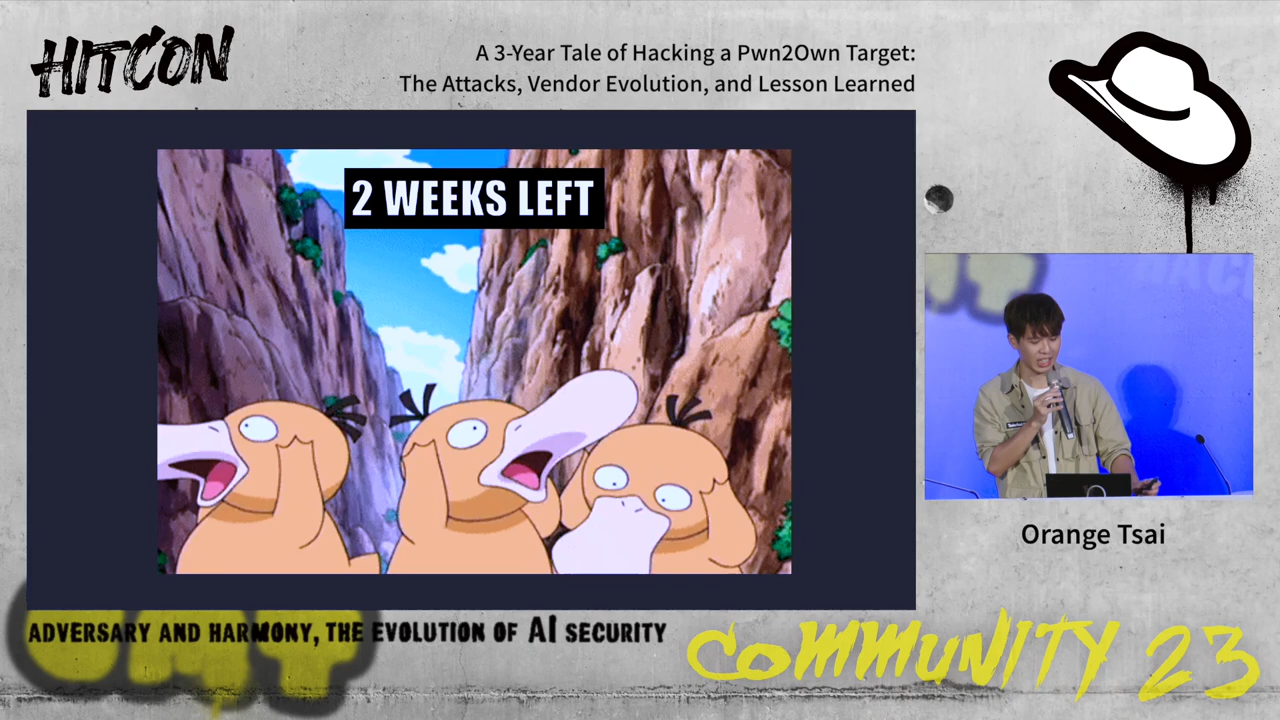 HITCON
A 3-Year Tale of Hacking a Pwn2Own Target:
The Attacks, Vendor Evolution, and Lesson Learned
2 WEEKS LEFT
Orange Tsai
ADVERSARY AND HARMONY, THE EVOLUTION OF AI SECURITY
COMMUNITY 23